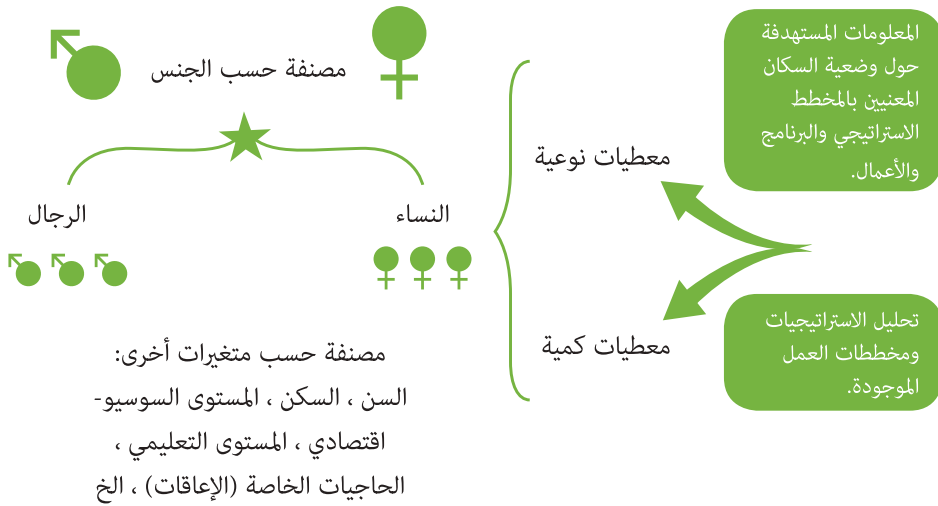 المعلومات المستهدفة
حول وضعية السكان
المعنيين بالمخطط
الاستراتيجي والبرنامج
والأعمال.
تحليل الاستراتيجيات
ومخططات العمل
الموجودة.
معطيات نوعية
معطيات كمية
مصنفة حسب الجنس
النساء
الرجال
مصنفة حسب متغيرات أخرى:
السن ، السكن ، المستوى السوسيو-
اقتصادي ، المستوى التعليمي ،
الحاجيات الخاصة (الإعاقات) ، الخ